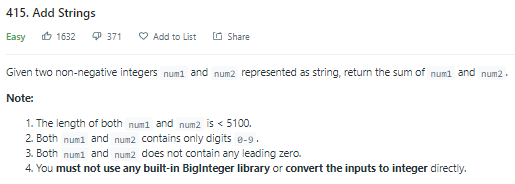 415. Add Strings
Easy 1632 371 Add to List Share
Given two non-negative integers num1 and num2 represented as string, return the sum of num1 and num2 .
Note:
1. The length of both num1 and num2 is < 5100.
2. Both num1 and num2 contains only digits 0-9 .
3. Both num1 and num2 does not contain any leading zero.
4. You must not use any built-in BigInteger library or convert the inputs to integer directly.